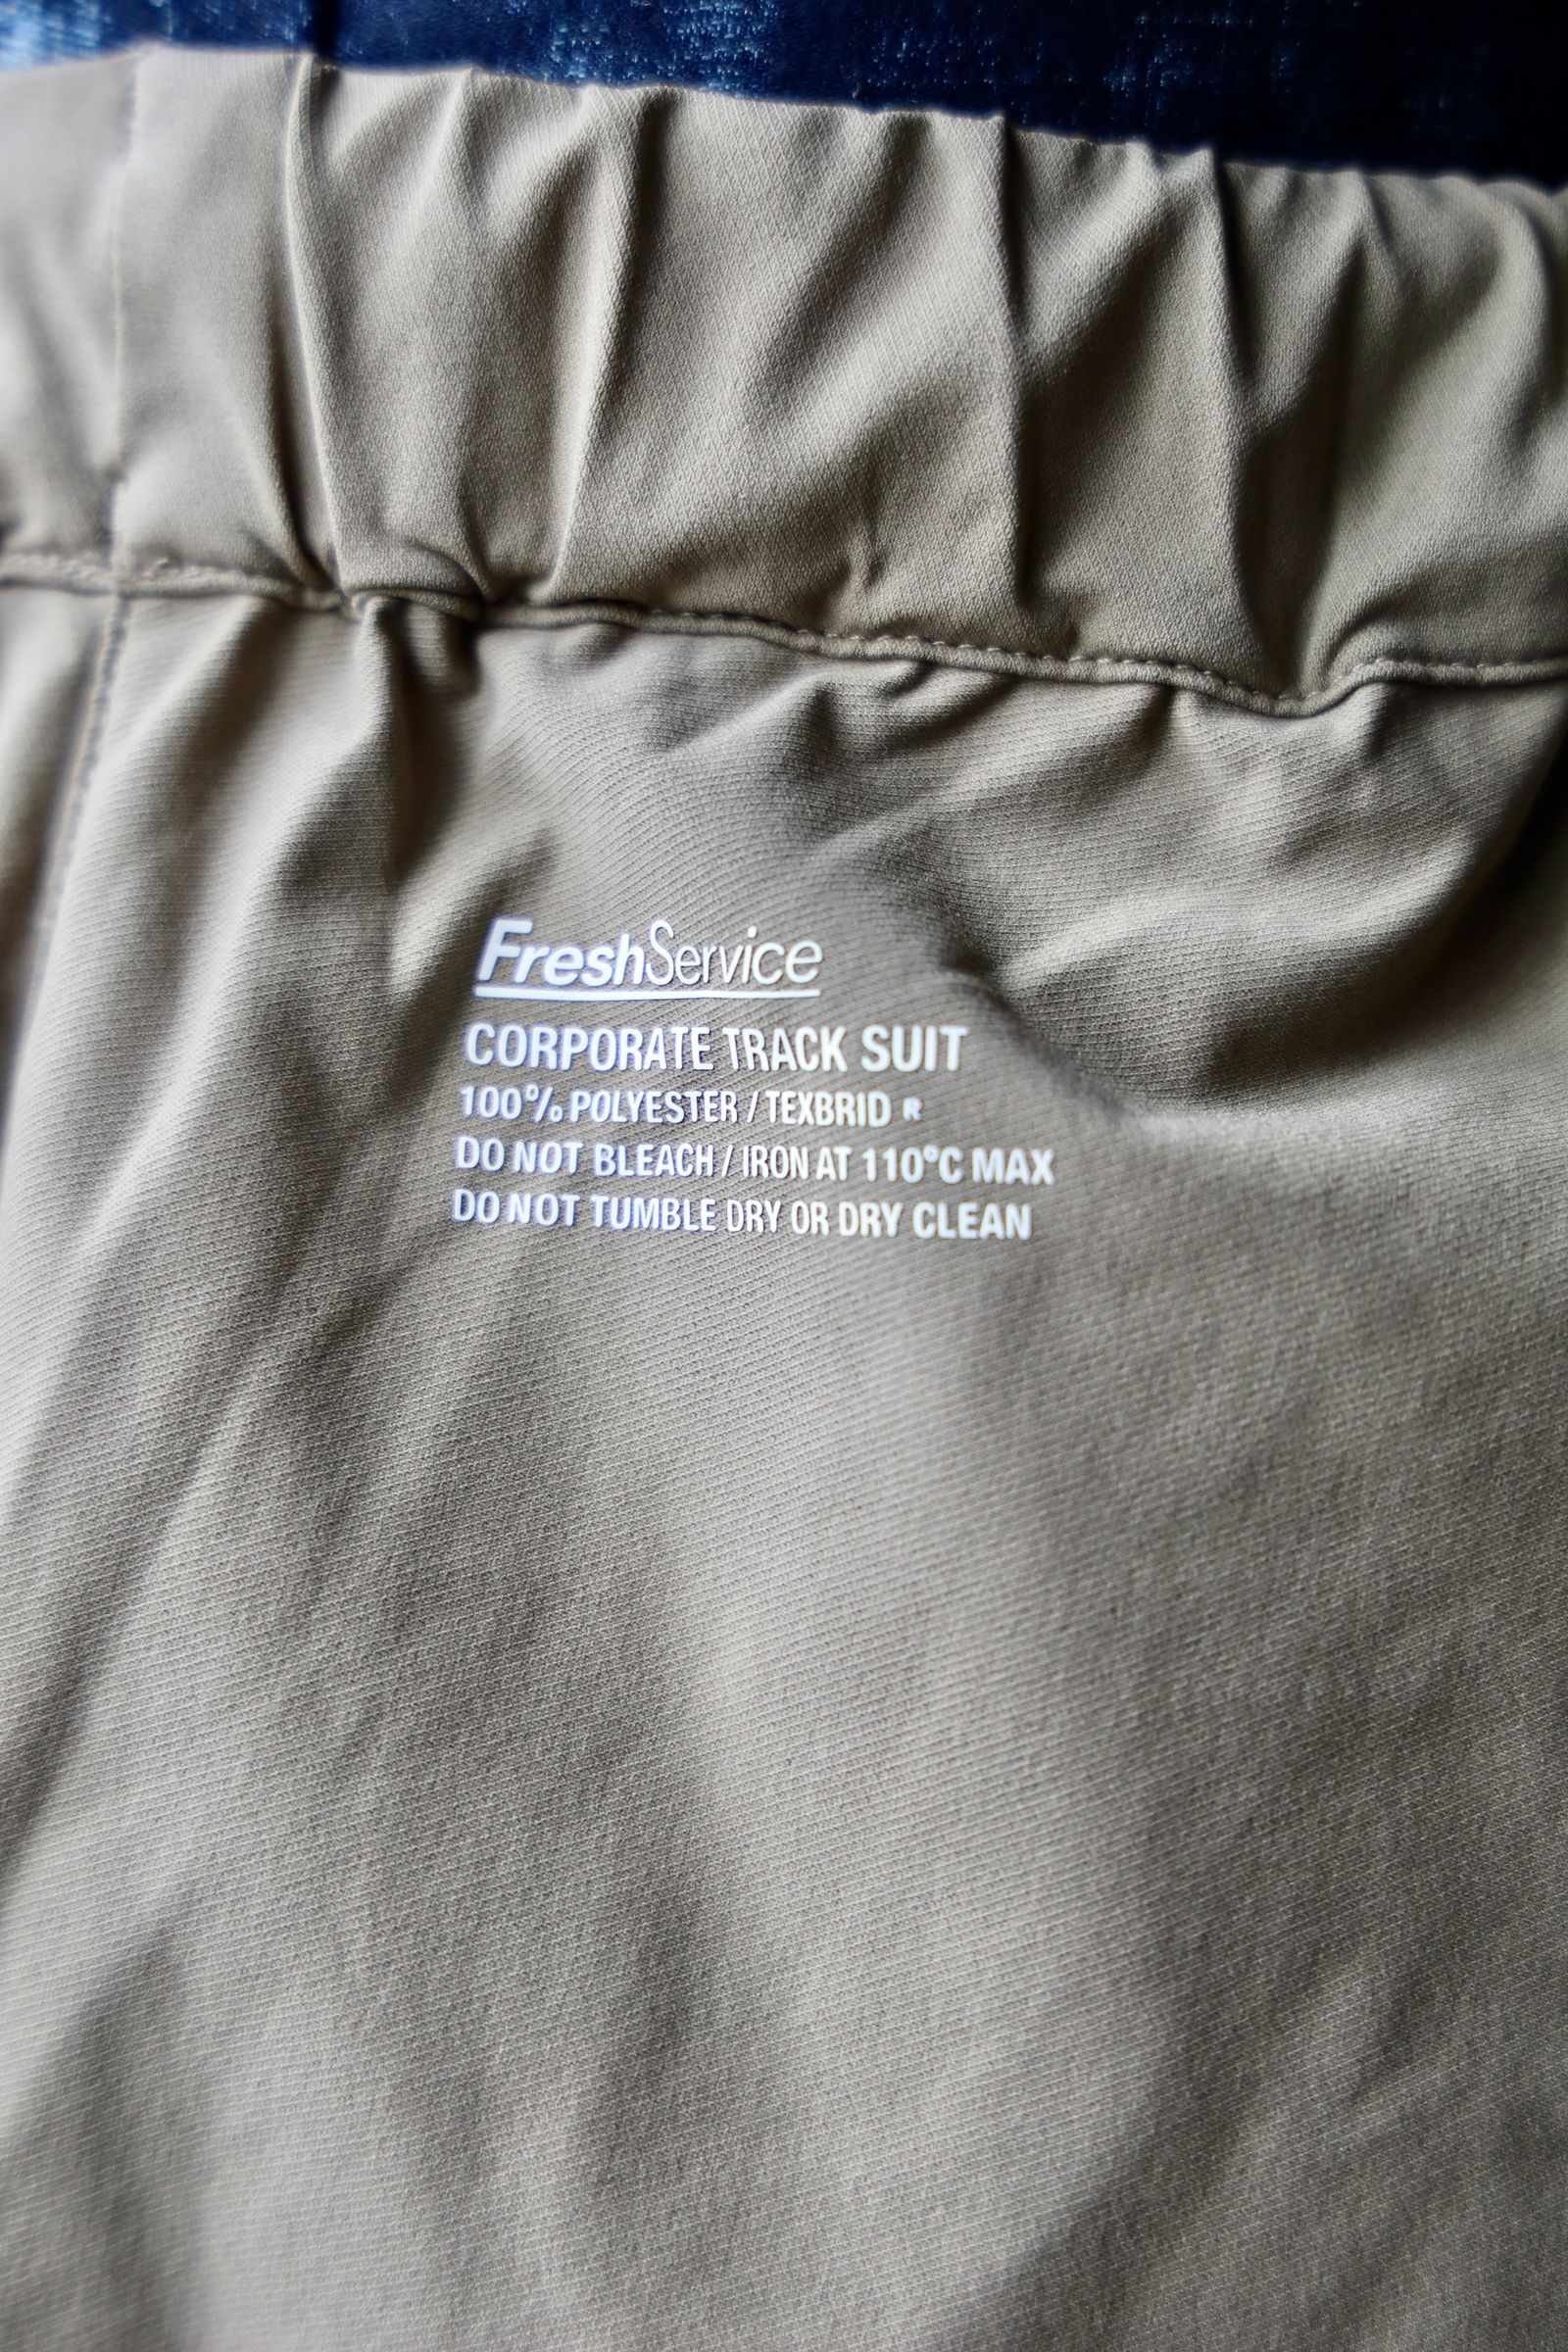 FreshService
CORPORATE TRACK SUIT
100% POLYESTER / TEXBRID R
DO NOT BLEACH / IRON AT 110°C MAX
DO NOT TUMBLE DRY OR DRY CLEAN